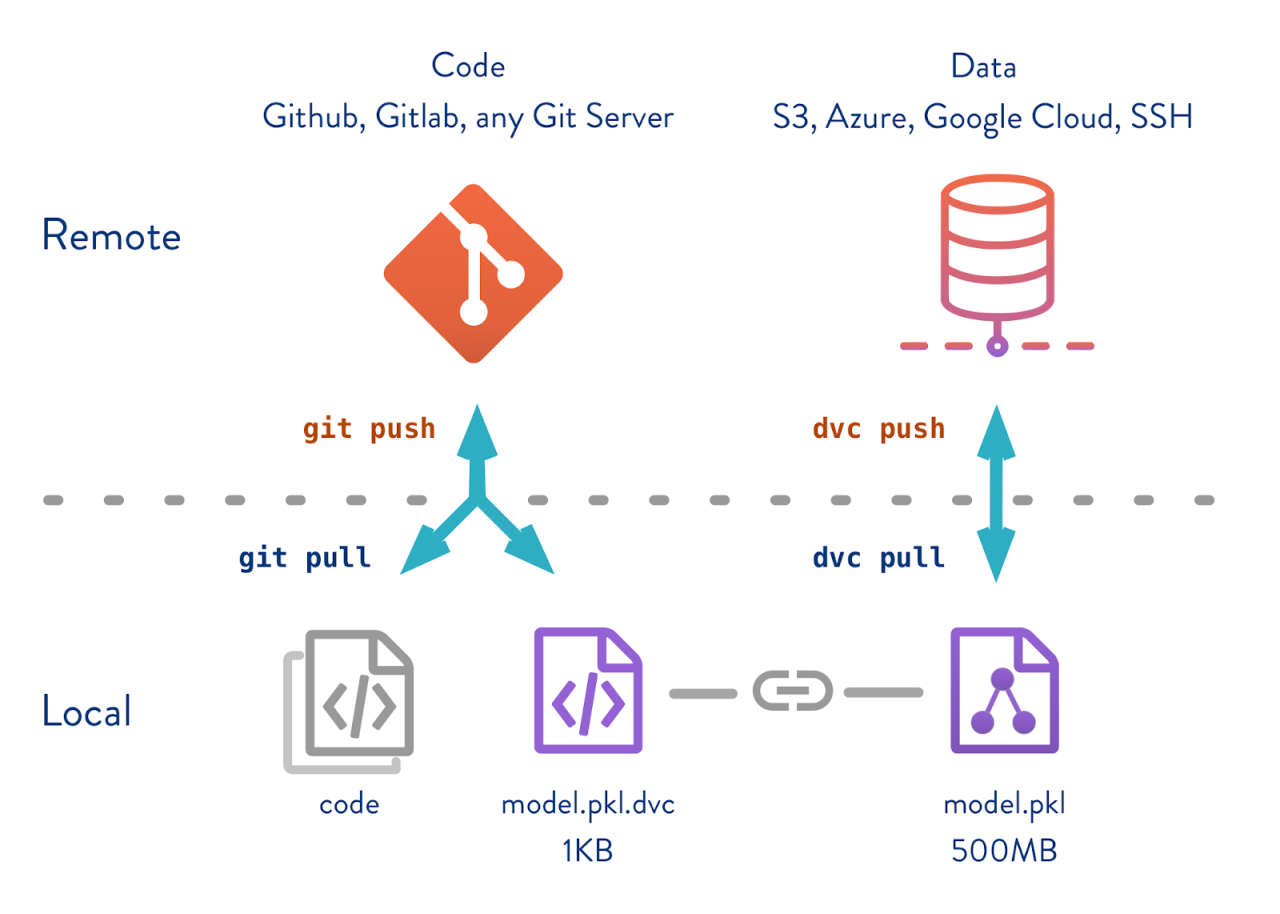 Code
Github, Gitlab, any Git Server
Data
S3, Azure, Google Cloud, SSH
Remote
git push
dvc push
git pull
dvc pull
Local
code
model.pkl.dvc
1KB
model.pkl
500MB